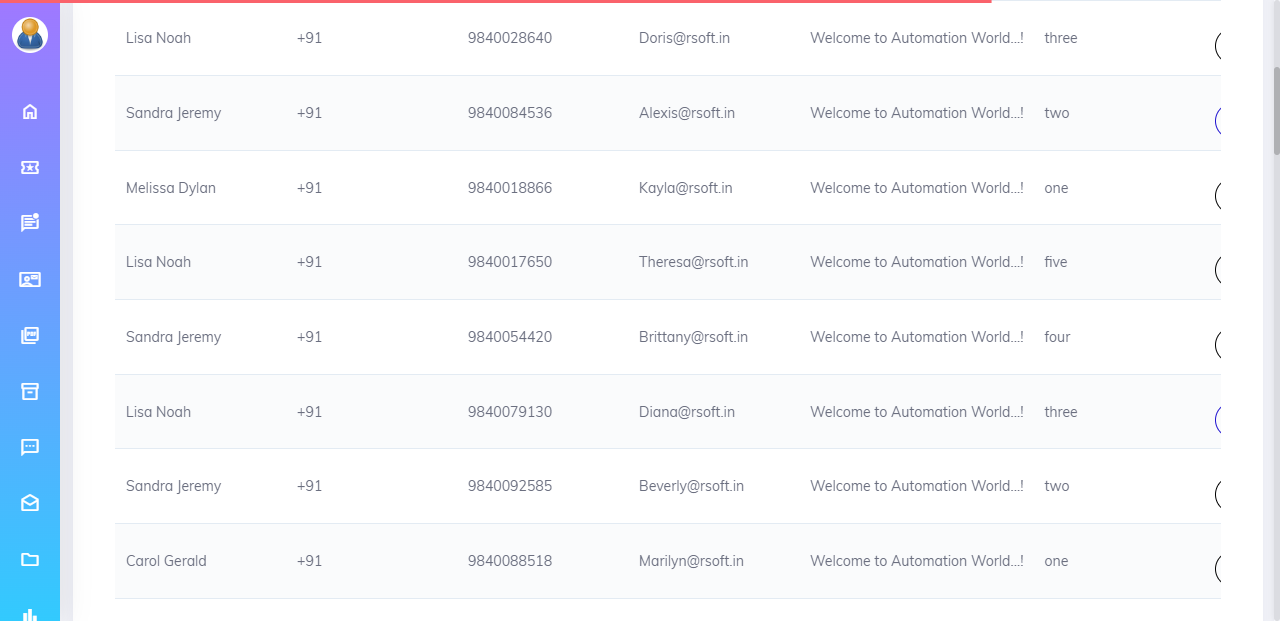 Lisa Noah +91 9840028640 Doris@rsoft.in Welcome to Automation World...! three
Sandra Jeremy +91 9840084536 Alexis@rsoft.in Welcome to Automation World...! two
Melissa Dylan +91 9840018866 Kayla@rsoft.in Welcome to Automation World...! one
Lisa Noah +91 9840017650 Theresa@rsoft.in Welcome to Automation World...! five
Sandra Jeremy +91 9840054420 Brittany@rsoft.in Welcome to Automation World...! four
Lisa Noah +91 9840079130 Diana@rsoft.in Welcome to Automation World...! three
Sandra Jeremy +91 9840092585 Beverly@rsoft.in Welcome to Automation World...! two
Carol Gerald +91 9840088518 Marilyn@rsoft.in Welcome to Automation World...! one